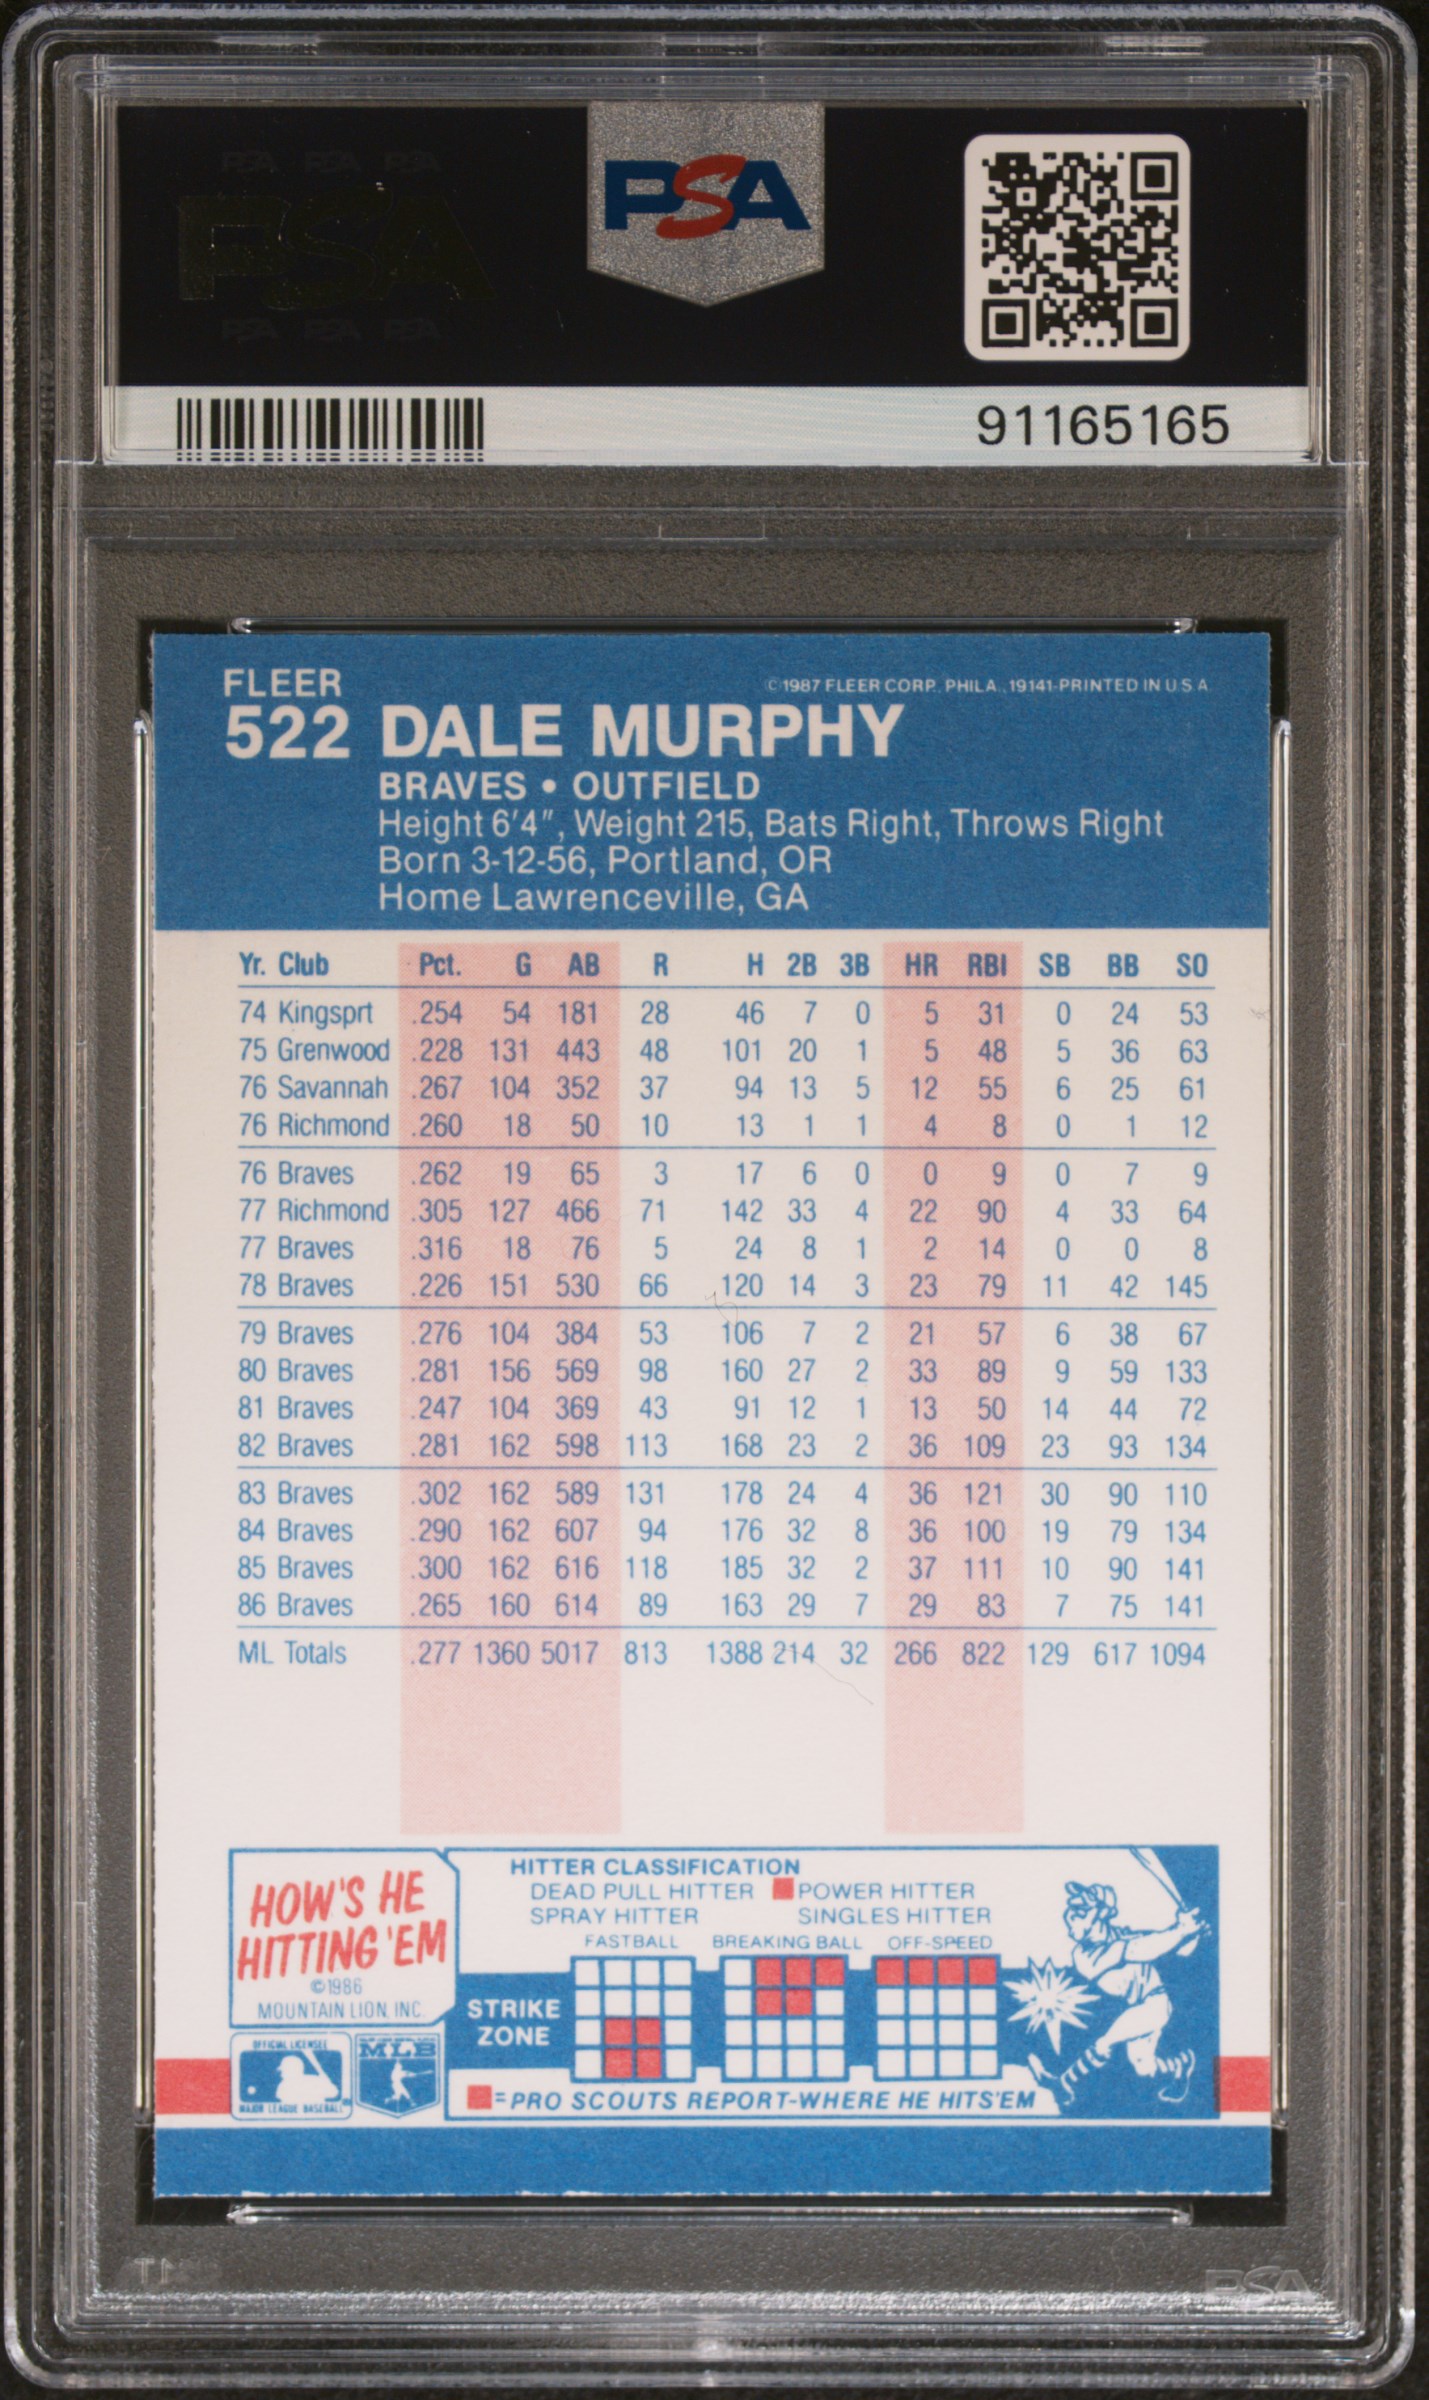 PSA PSA PSA
PSA
PSA PSA PSA
PSA
91165165
FLEER
©1987 FLEER CORP. PHILA., 19141-PRINTED IN U.S.A.
522 DALE MURPHY
BRAVES • OUTFIELD
Height 6'4", Weight 215, Bats Right, Throws Right
Born 3-12-56, Portland, OR
Home Lawrenceville, GA
Yr. Club Pct. G AB R H 2B 3B HR RBI SB BB SO
74 Kingsprt .254 54 181 28 46 7 0 5 31 0 24 53
75 Grenwood .228 131 443 48 101 20 1 5 48 5 36 63
76 Savannah .267 104 352 37 94 13 5 12 55 6 25 61
76 Richmond .260 18 50 10 13 1 1 4 8 0 1 12
76 Braves .262 19 65 3 17 6 0 0 9 0 7 9
77 Richmond .305 127 466 71 142 33 4 22 90 4 33 64
77 Braves .316 18 76 5 24 8 1 2 14 0 0 8
78 Braves .226 151 530 66 120 14 3 23 79 11 42 145
79 Braves .276 104 384 53 106 7 2 21 57 6 38 67
80 Braves .281 156 569 98 160 27 2 33 89 9 59 133
81 Braves .247 104 369 43 91 12 1 13 50 14 44 72
82 Braves .281 162 598 113 168 23 2 36 109 23 93 134
83 Braves .302 162 589 131 178 24 4 36 121 30 90 110
84 Braves .290 162 607 94 176 32 8 36 100 19 79 134
85 Braves .300 162 616 118 185 32 2 37 111 10 90 141
86 Braves .265 160 614 89 163 29 7 29 83 7 75 141
ML Totals .277 1360 5017 813 1388 214 32 266 822 129 617 1094
HOW'S HE
HITTING 'EM
©1986
MOUNTAIN LION, INC.
HITTER CLASSIFICATION
DEAD PULL HITTER POWER HITTER
SPRAY HITTER SINGLES HITTER
FASTBALL BREAKING BALL OFF-SPEED
STRIKE
ZONE
=PRO SCOUTS REPORT-WHERE HE HITS'EM
OFFICIAL LICENSEE
MAJOR LEAGUE BASEBALL
MLB
PSA